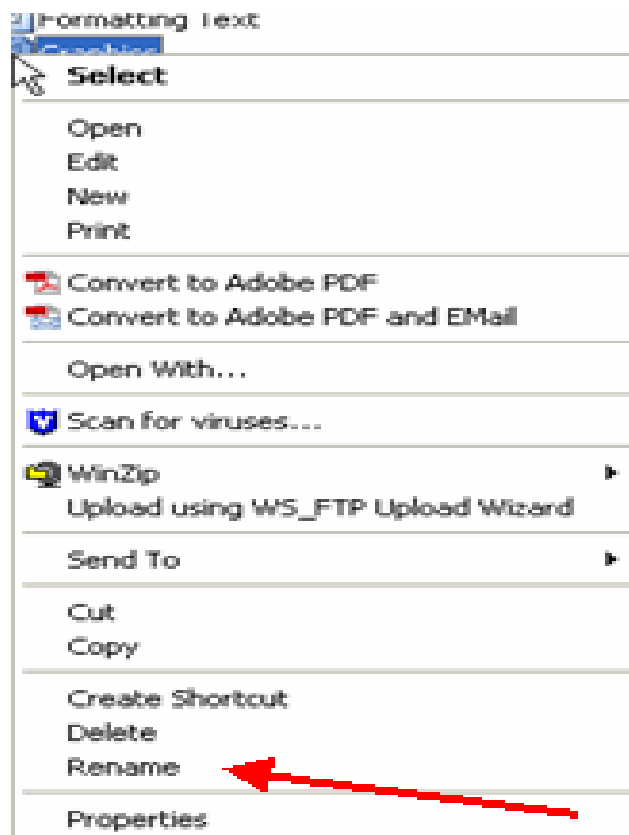 Formatting Text
Graphics
Select
Open
Edit
New
Print
Convert to Adobe PDF
Convert to Adobe PDF and EMail
Open With...
Scan for viruses...
WinZip
Upload using WS_FTP Upload Wizard
Send To
Cut
Copy
Create Shortcut
Delete
Rename
Properties